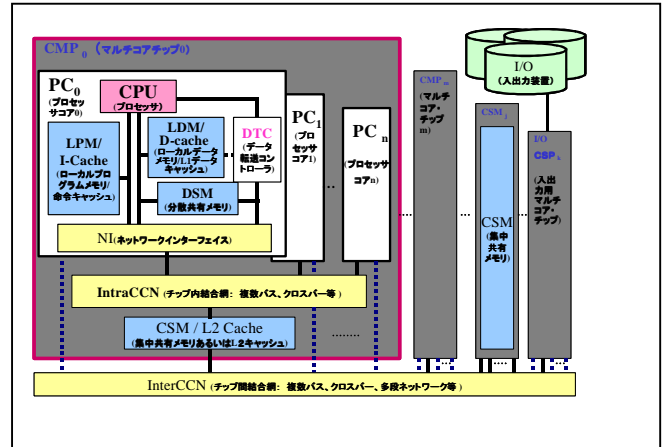 CMP0 (マルチコアチップ0)
PC0
(プロセッ
サコア0)
CPU
(プロセッサ)
LPM/
I-Cache
(ローカルプロ
グラムメモリ/
命令キャッシュ)
LDM/
D-cache
(ローカルデータ
メモリ/L1データ
キャッシュ)
DTC
(データ
転送コント
ローラ)
DSM
(分散共有メモリ)
NI(ネットワークインターフェイス)
PC1
(プロ
セッサ
コア1)
..
PC n
(プロセッサ
コアn)
IntraCCN (チップ内結合網: 複数バス、クロスバー等)
CSM / L2 Cache
(集中共有メモリあるいはL2キャッシュ)
........
InterCCN (チップ間結合網: 複数バス、クロスバー、多段ネットワーク等)
....
CMP m
(マルチ
コア・
チップ
m)
....
CSM j
CSM
(集中
共有
メモリ)
....
I/O
(入出力装置)
I/O
CSP k
(入出
力用
マルチ
コア・
チップ)
....